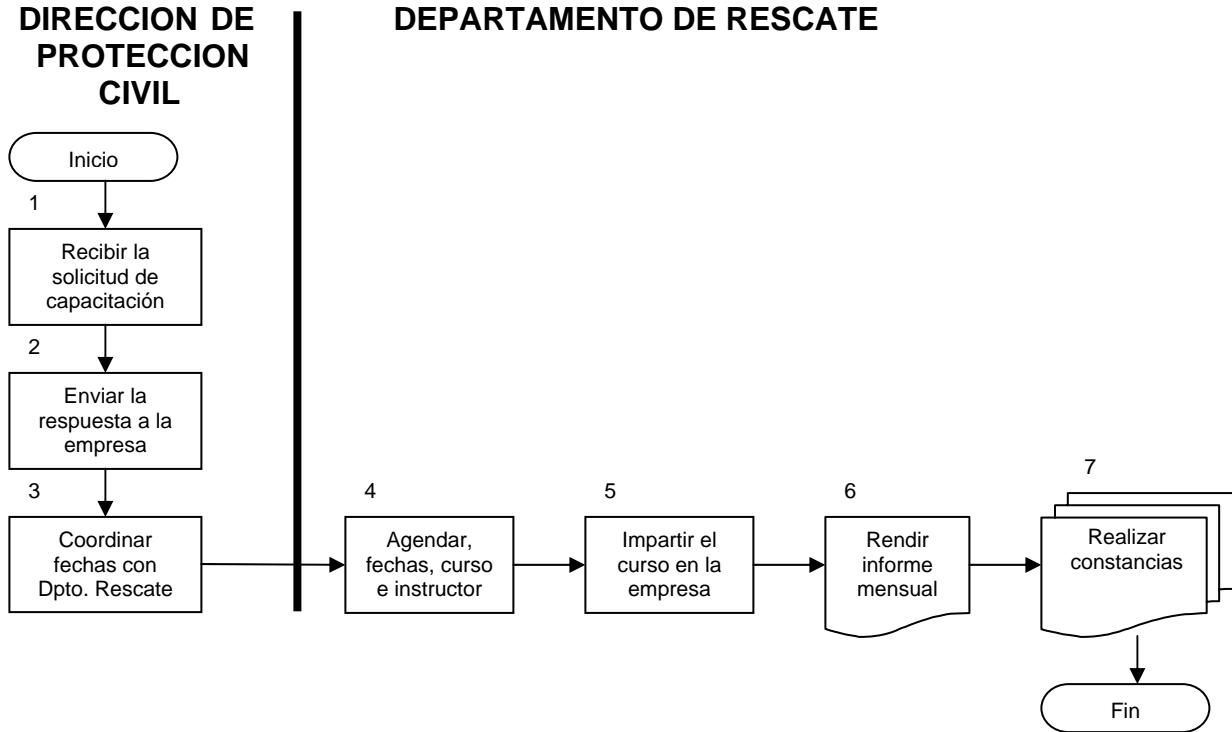 DIRECCION DE
PROTECCION
CIVIL
DEPARTAMENTO DE RESCATE
Inicio
1
Recibir la
solicitud de
capacitación
2
Enviar la
respuesta a la
empresa
3
Coordinar
fechas con
Dpto. Rescate
4
Agendar,
fechas, curso
e instructor
5
Impartir el
curso en la
empresa
6
Rendir
informe
mensual
7
Realizar
constancias
Fin